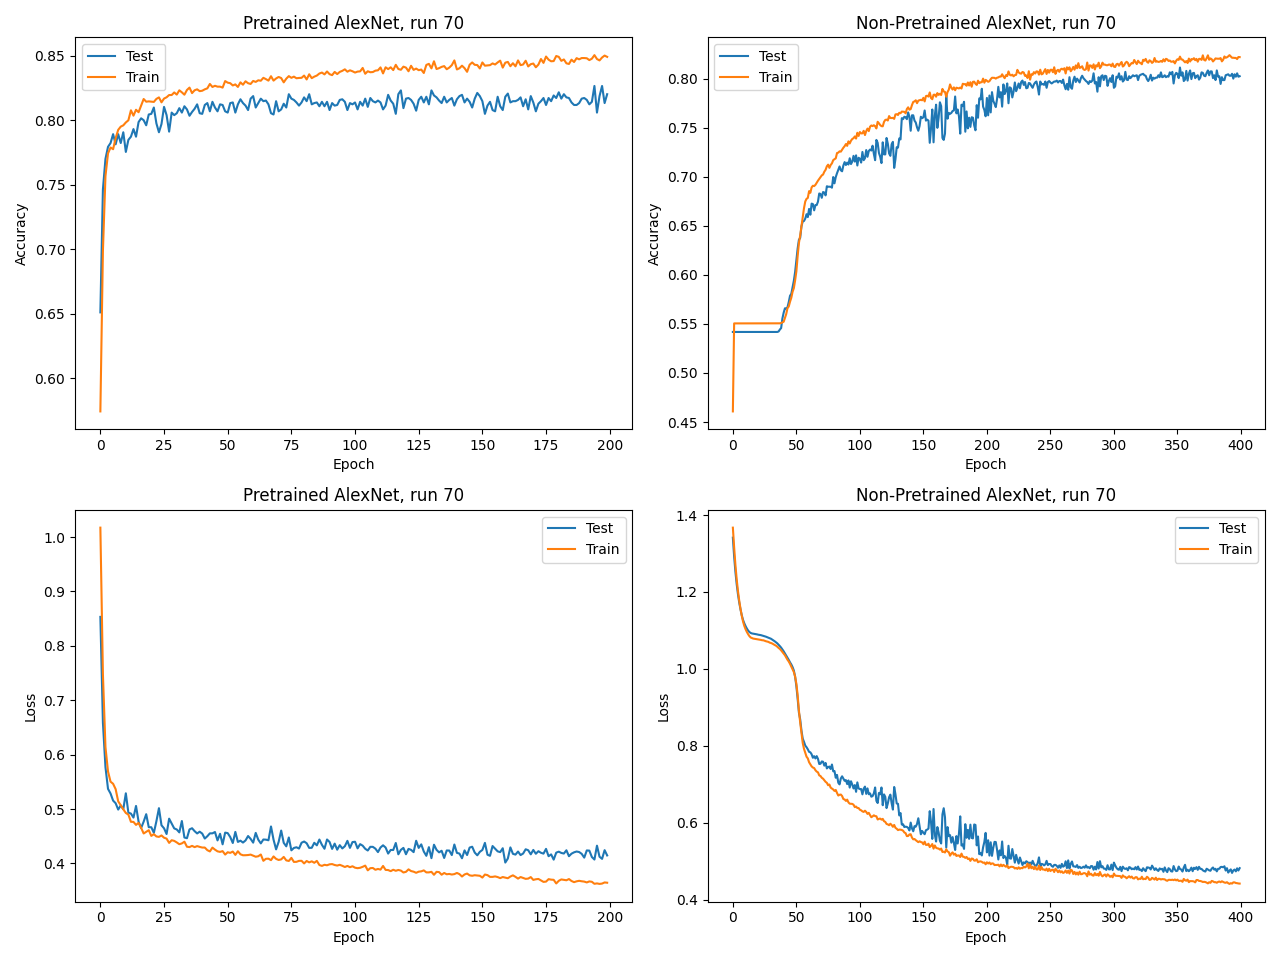 Pretrained AlexNet, run 70
0.85
0.80
0.75
0.70
0.65
0.60
Accuracy
Test
Train
0 25 50 75 100 125 150 175 200
Epoch
Non-Pretrained AlexNet, run 70
0.80
0.75
0.70
0.65
0.60
0.55
0.50
0.45
Accuracy
Test
Train
0 50 100 150 200 250 300 350 400
Epoch
Pretrained AlexNet, run 70
1.0
0.9
0.8
0.7
0.6
0.5
0.4
Loss
Test
Train
0 25 50 75 100 125 150 175 200
Epoch
Non-Pretrained AlexNet, run 70
1.4
1.2
1.0
0.8
0.6
0.4
Loss
Test
Train
0 50 100 150 200 250 300 350 400
Epoch